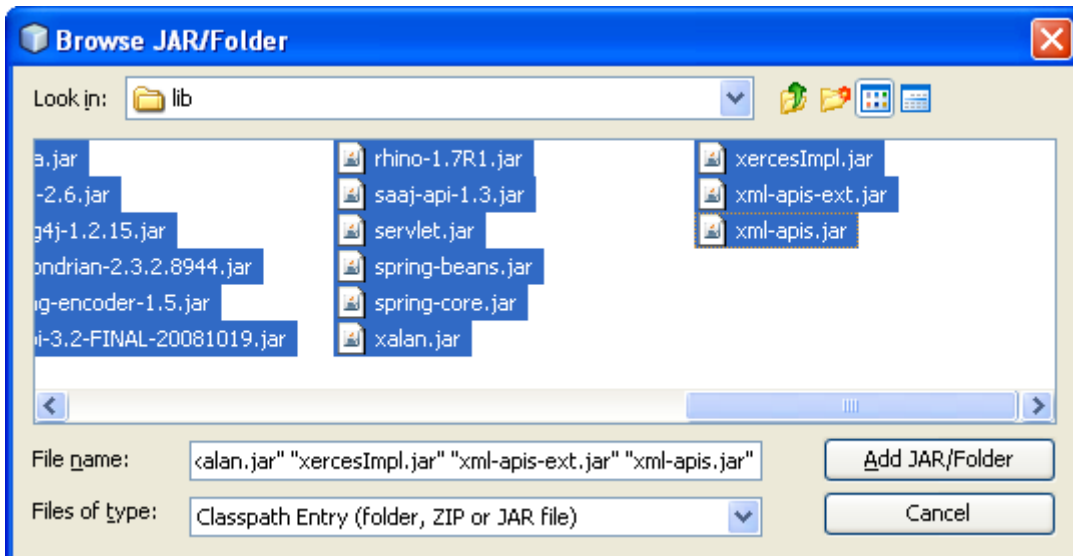 Browse JAR/Folder
Look in: lib
a.jar
-2.6.jar
g4j-1.2.15.jar
ondrian-2.3.2.8944.jar
ng-encoder-1.5.jar
oi-3.2-FINAL-20081019.jar
rhino-1.7R1.jar
saaj-api-1.3.jar
servlet.jar
spring-beans.jar
spring-core.jar
xalan.jar
xercesImpl.jar
xml-apis-ext.jar
xml-apis.jar
File name: xalan.jar" "xercesImpl.jar" "xml-apis-ext.jar" "xml-apis.jar"
Add JAR/Folder
Files of type: Classpath Entry (folder, ZIP or JAR file)
Cancel